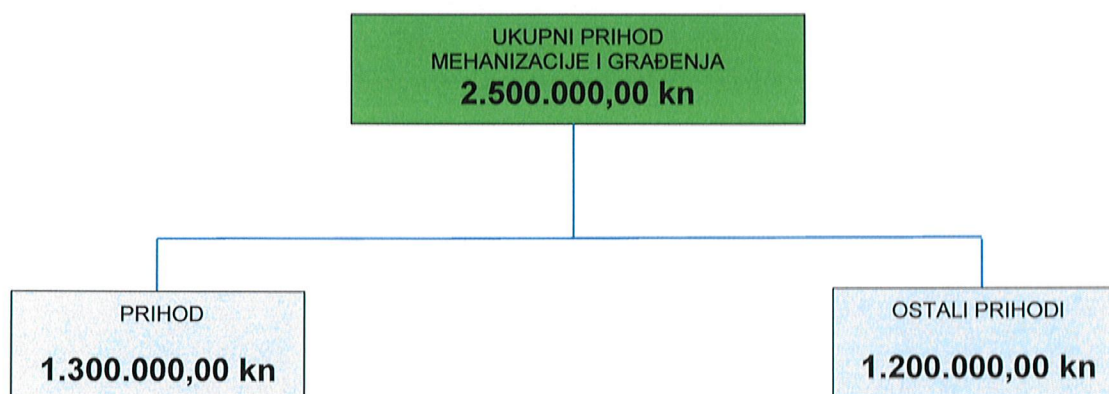 UKUPNI PRIHOD
MEHANIZACIJE I GRAĐENJA
2.500.000,00 kn
PRIHOD
1.300.000,00 kn
OSTALI PRIHODI
1.200.000,00 kn